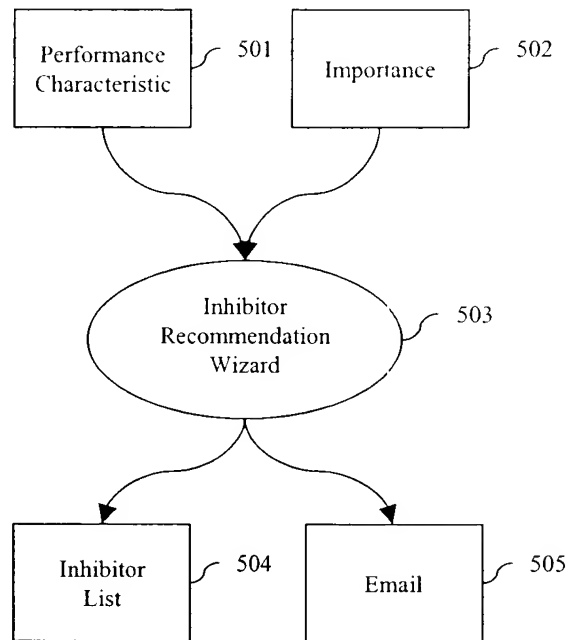 Performance
Characteristic
501
Importance
502
Inhibitor
Recommendation
Wizard
503
Inhibitor
List
504
Email
505